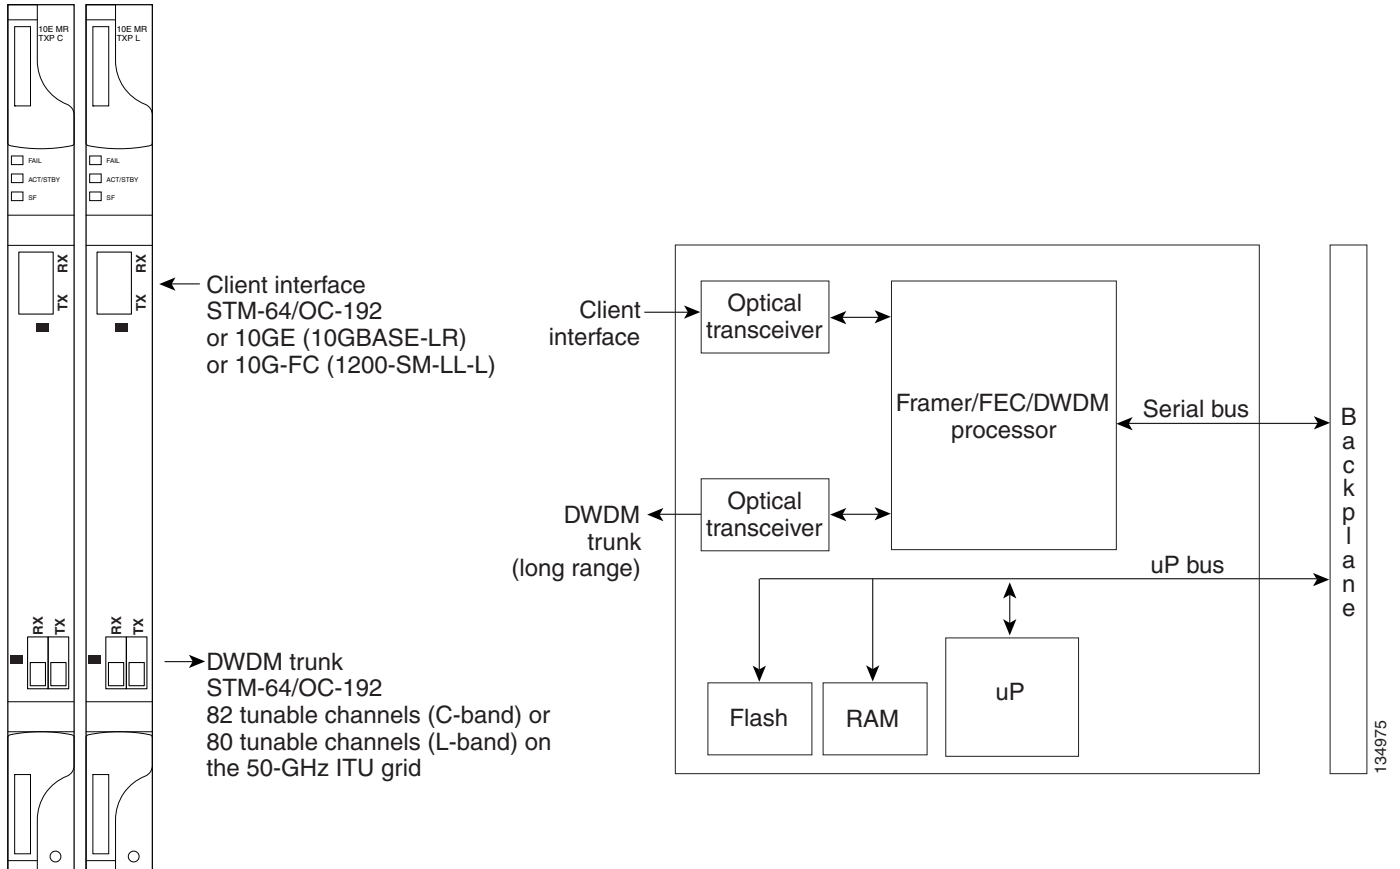 10E MR
TXP C
10E MR
TXP L
FAIL
ACT/STBY
SF
FAIL
ACT/STBY
SF
RX
TX
RX
TX
Client interface
STM-64/OC-192
or 10GE (10GBASE-LR)
or 10G-FC (1200-SM-LL-L)
RX
TX
RX
TX
DWDM trunk
STM-64/OC-192
82 tunable channels (C-band) or
80 tunable channels (L-band) on
the 50-GHz ITU grid
Client
interface
Optical
transceiver
Framer/FEC/DWDM
processor
Serial bus
DWDM
trunk
(long range)
Optical
transceiver
uP bus
Flash
RAM
uP
Backplane
134975